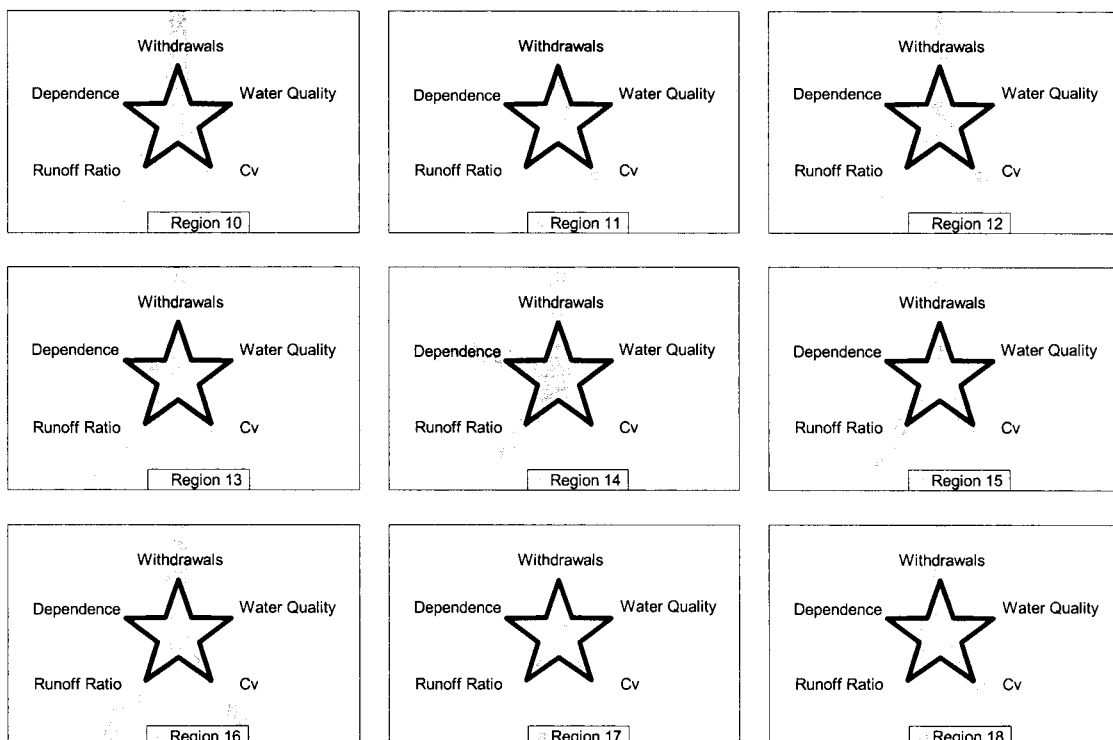 Withdrawals
Dependence
Water Quality
Runoff Ratio
Cv
Region 10
Withdrawals
Dependence
Water Quality
Runoff Ratio
Cv
Region 11
Withdrawals
Dependence
Water Quality
Runoff Ratio
Cv
Region 12
Withdrawals
Dependence
Water Quality
Runoff Ratio
Cv
Region 13
Withdrawals
Dependence
Water Quality
Runoff Ratio
Cv
Region 14
Withdrawals
Dependence
Water Quality
Runoff Ratio
Cv
Region 15
Withdrawals
Dependence
Water Quality
Runoff Ratio
Cv
Region 16
Withdrawals
Dependence
Water Quality
Runoff Ratio
Cv
Region 17
Withdrawals
Dependence
Water Quality
Runoff Ratio
Cv
Region 18